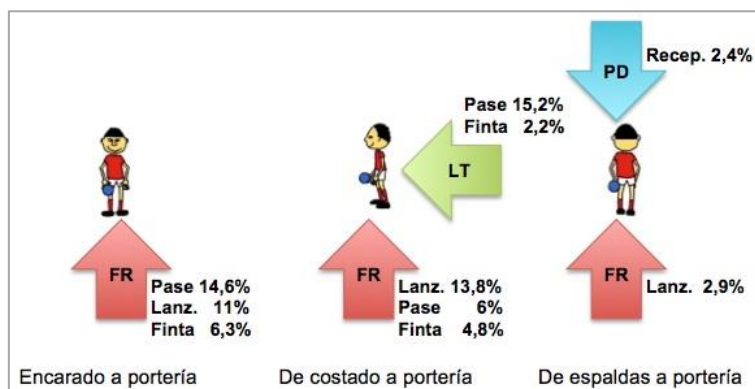 PD
Recep. 2,4%
Pase 15,2%
Finta 2,2%
LT
FR
Pase 14,6%
Lanz. 11%
Finta 6,3%
FR
Lanz. 13,8%
Pase 6%
Finta 4,8%
FR
Lanz. 2,9%
Encarado a portería
De costado a portería
De espaldas a portería